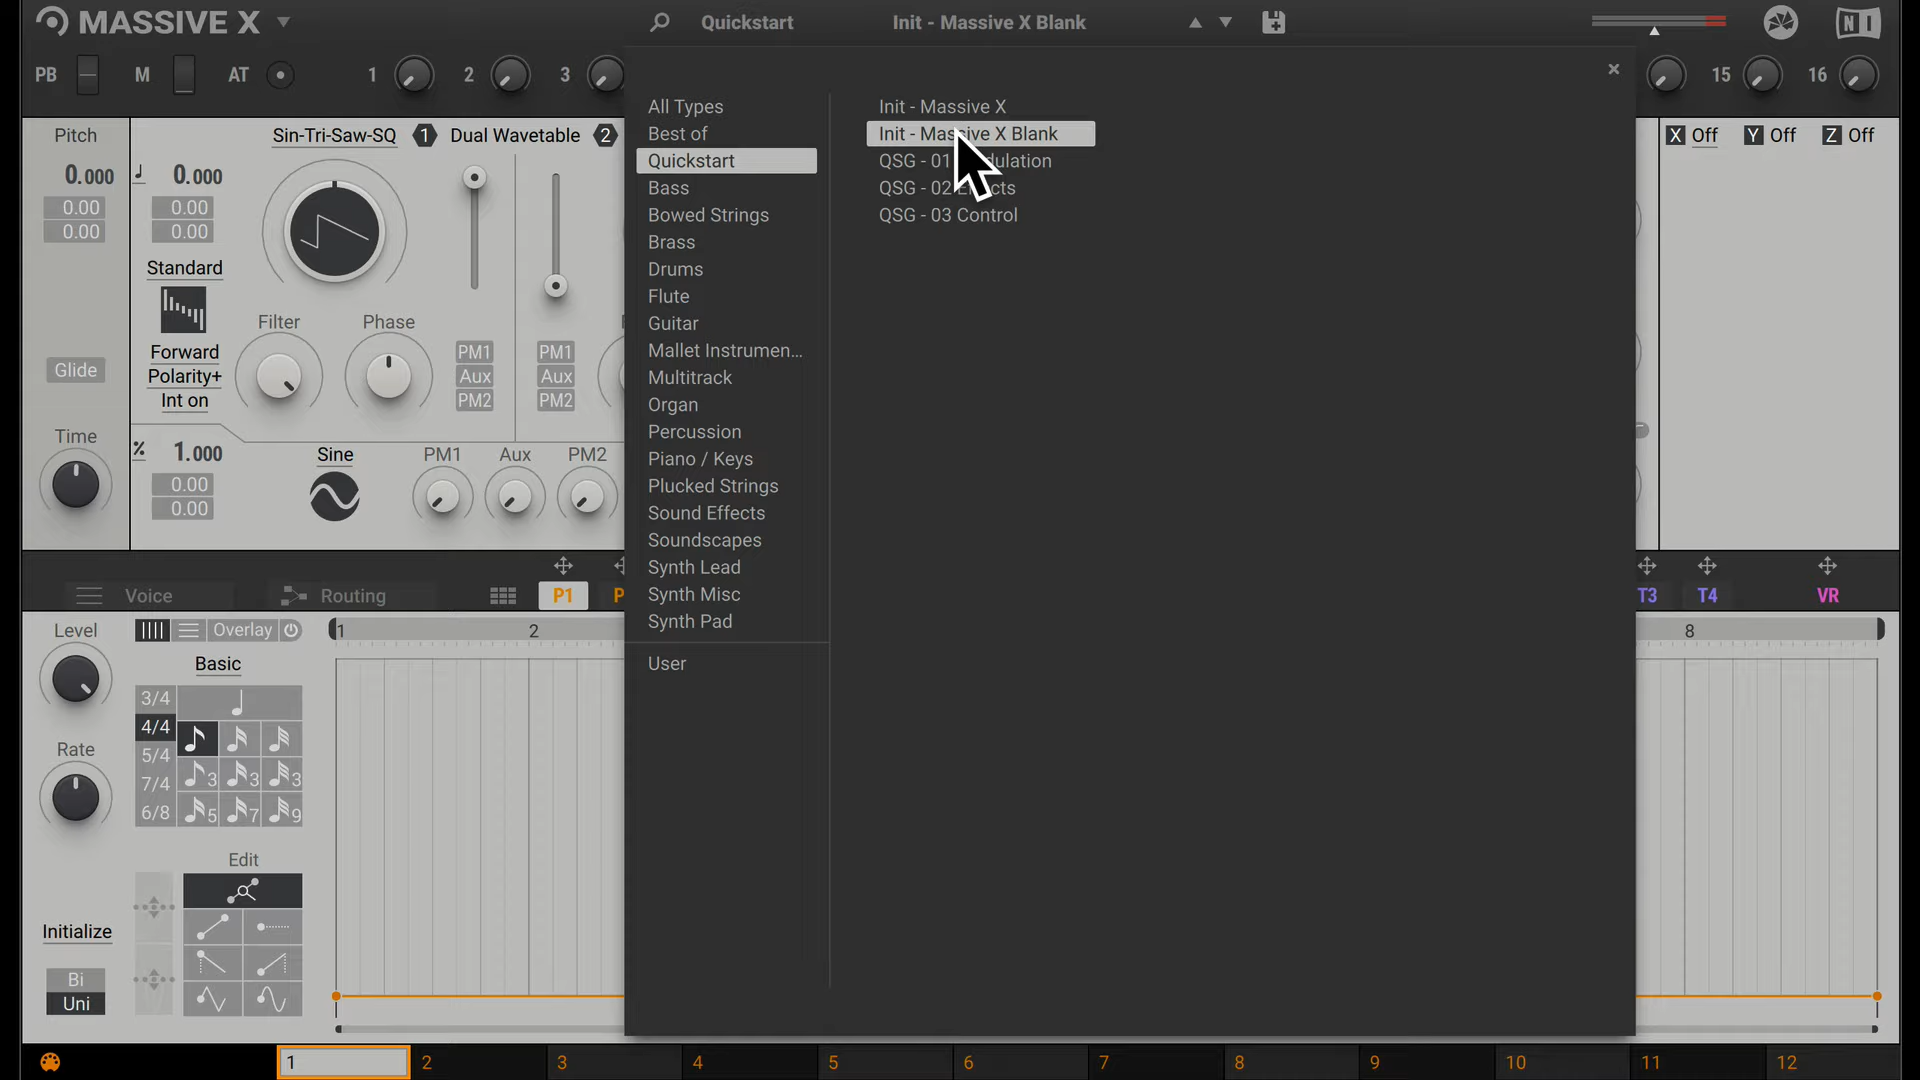 MASSIVE X
Quickstart
Init - Massive X Blank
NI
PB
M
AT
1
2
3
15
16
Pitch
0.000
0.00
0.00
Glide
Time
0.000
0.00
0.00
Standard
Forward
Polarity+
Int on
Sin-Tri-Saw-SQ
1
Dual Wavetable
2
Filter
Phase
PM1
Aux
PM2
PM1
Aux
PM2
1.000
0.00
0.00
Sine
PM1
Aux
PM2
All Types
Best of
Quickstart
Bass
Bowed Strings
Brass
Drums
Flute
Guitar
Mallet Instrumen...
Multitrack
Organ
Percussion
Piano / Keys
Plucked Strings
Sound Effects
Soundscapes
Synth Lead
Synth Misc
Synth Pad
User
Init - Massive X
Init - Massive X Blank
QSG - 01
QSG - 02
QSG - 03 Control
X Off
Y Off
Z Off
Voice
Routing
P1
T3
T4
VR
Level
Rate
Initialize
Bi
Uni
Overlay
Basic
3/4
4/4
5/4
7/4
6/8
3
3
3
5
7
9
Edit
1
2
8
1
2
3
4
5
6
7
8
9
10
11
12